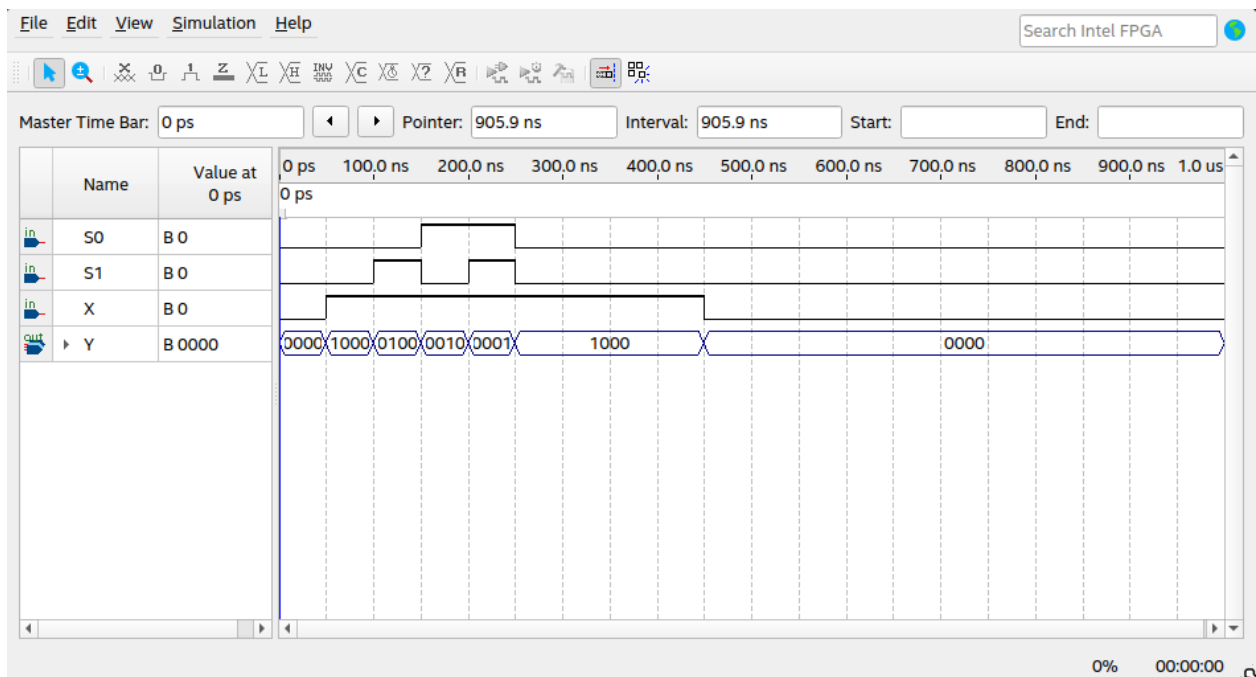 File Edit View Simulation Help
Search Intel FPGA
Master Time Bar: 0 ps Pointer: 905.9 ns Interval: 905.9 ns Start: End:
Name Value at 0 ps
0 ps 100.0 ns 200.0 ns 300.0 ns 400.0 ns 500.0 ns 600.0 ns 700.0 ns 800.0 ns 900.0 ns 1.0 us
0 ps
in S0 B 0
in S1 B 0
in X B 0
out Y B 0000 0000 1000 0100 0010 0001 1000 0000
0% 00:00:00